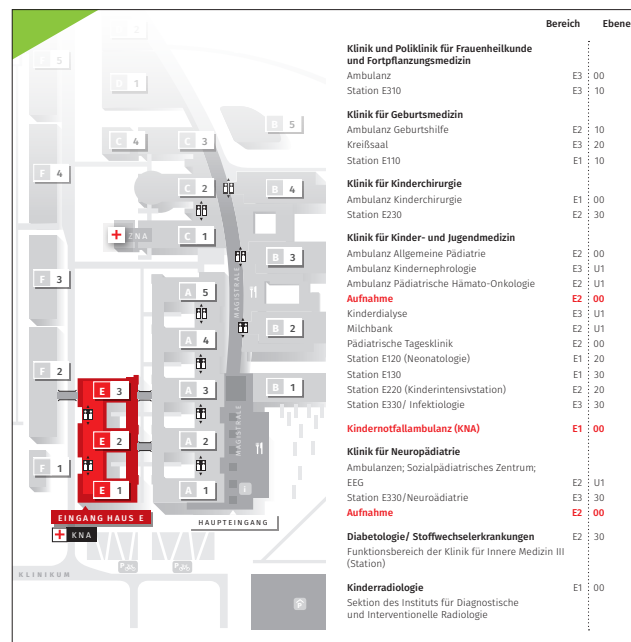 Bereich Ebene
Klinik und Poliklinik für Frauenheilkunde
und Fortpflanzungsmedizin
Ambulanz E3 00
Station E310 E3 10
Klinik für Geburtsmedizin
Ambulanz Geburtshilfe E2 10
Kreißsaal E3 20
Station E110 E1 10
Klinik für Kinderchirurgie
Ambulanz Kinderchirurgie E1 00
Station E230 E2 30
Klinik für Kinder- und Jugendmedizin
Ambulanz Allgemeine Pädiatrie E2 00
Ambulanz Kindernephrologie E3 U1
Ambulanz Pädiatrische Hämato-Onkologie E2 U1
Aufnahme E2 00
Kinderdialyse E3 U1
Milchbank E2 U1
Pädiatrische Tagesklinik E2 00
Station E120 (Neonatologie) E1 20
Station E130 E1 30
Station E220 (Kinderintensivstation) E2 20
Station E330/ Infektiologie E3 30
Kindernotfallambulanz (KNA) E1 00
Klinik für Neuropädiatrie
Ambulanzen; Sozialpädiatrisches Zentrum;
EEG E2 U1
Station E330/Neuroädiatrie E3 30
Aufnahme E2 00
Diabetologie/ Stoffwechselerkrankungen E2 30
Funktionsbereich der Klinik für Innere Medizin III
(Station)
Kinderradiologie E1 00
Sektion des Instituts für Diagnostische
und Interventionelle Radiologie
F 5
D 1
B 5
C 4
C 3
F 4
C 2
B 4
ZNA
C 1
B 3
F 3
A 5
MAGISTRALE
B 2
A 4
F 2
E 3
A 3
B 1
E 2
A 2
MAGISTRALE
F 1
E 1
A 1
i
EINGANG HAUS E
HAUPTEINGANG
KNA
P
P
KLINIKUM
P